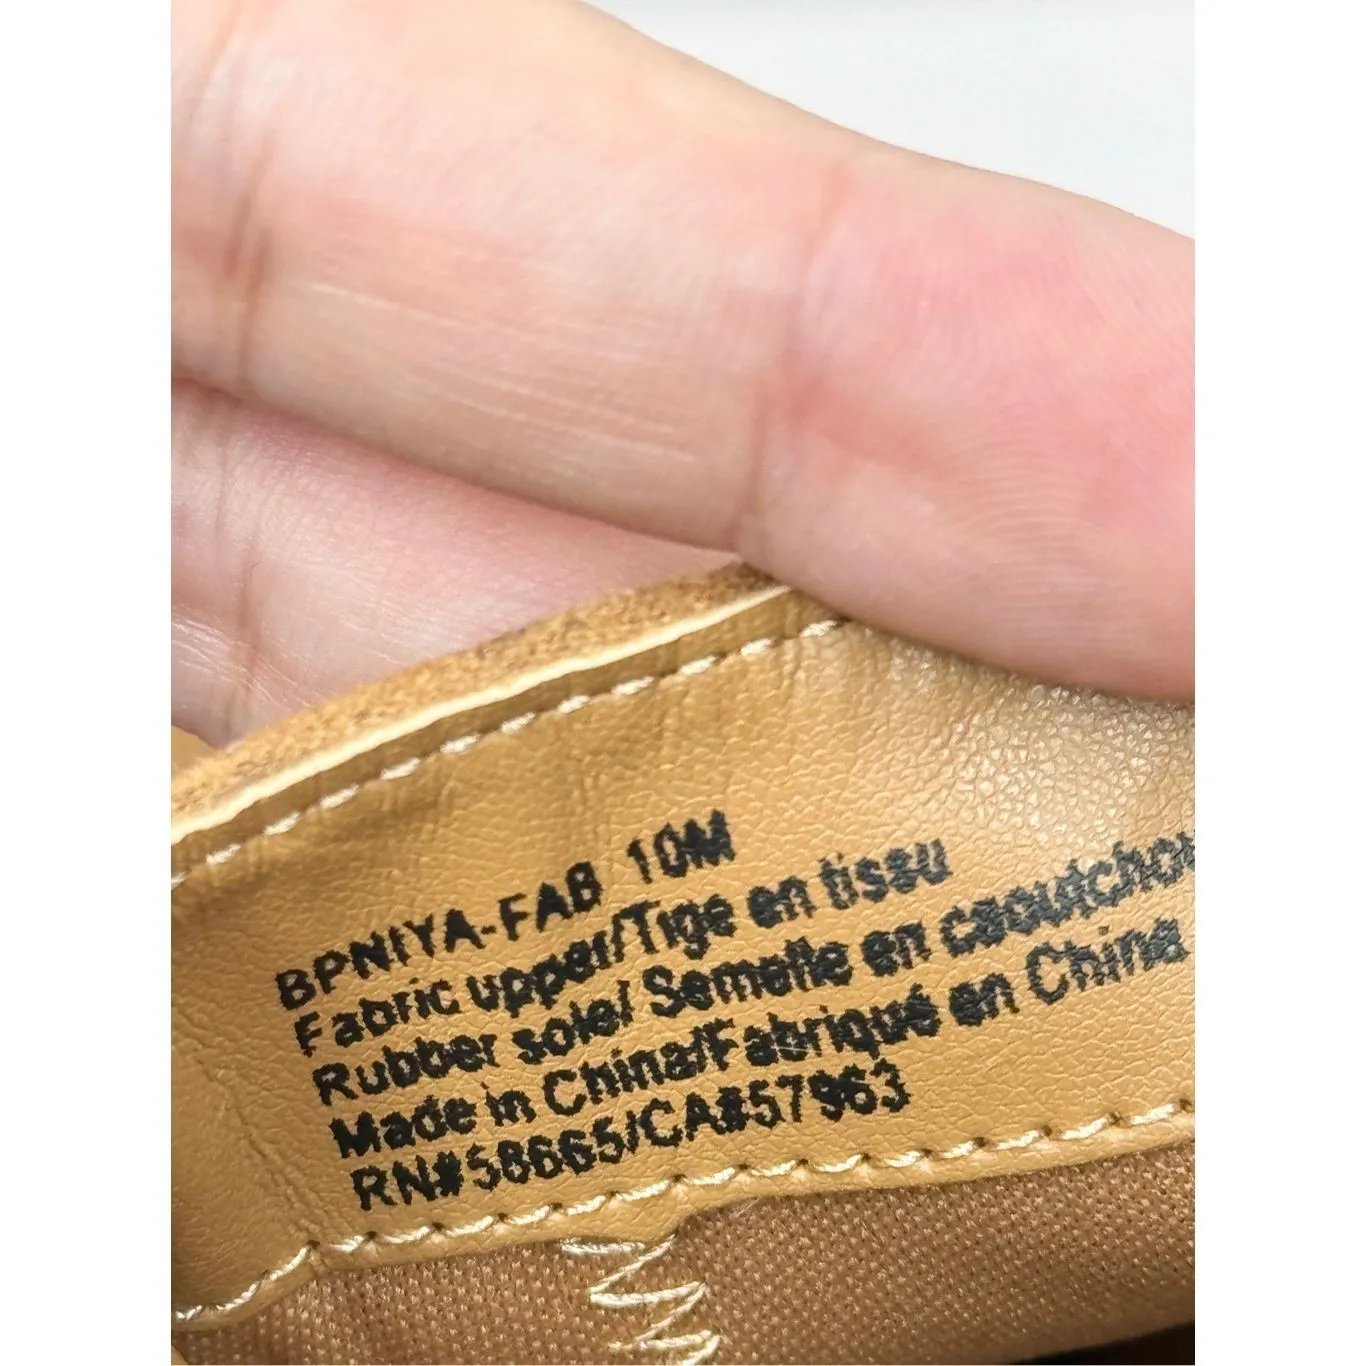 BPNIYA-FAB 10M
Fabric upper/Tige en tissu
Rubber sole/ Semelle en caoutchou
Made in China/Fabriqué en China
RN#58665/CA#57963